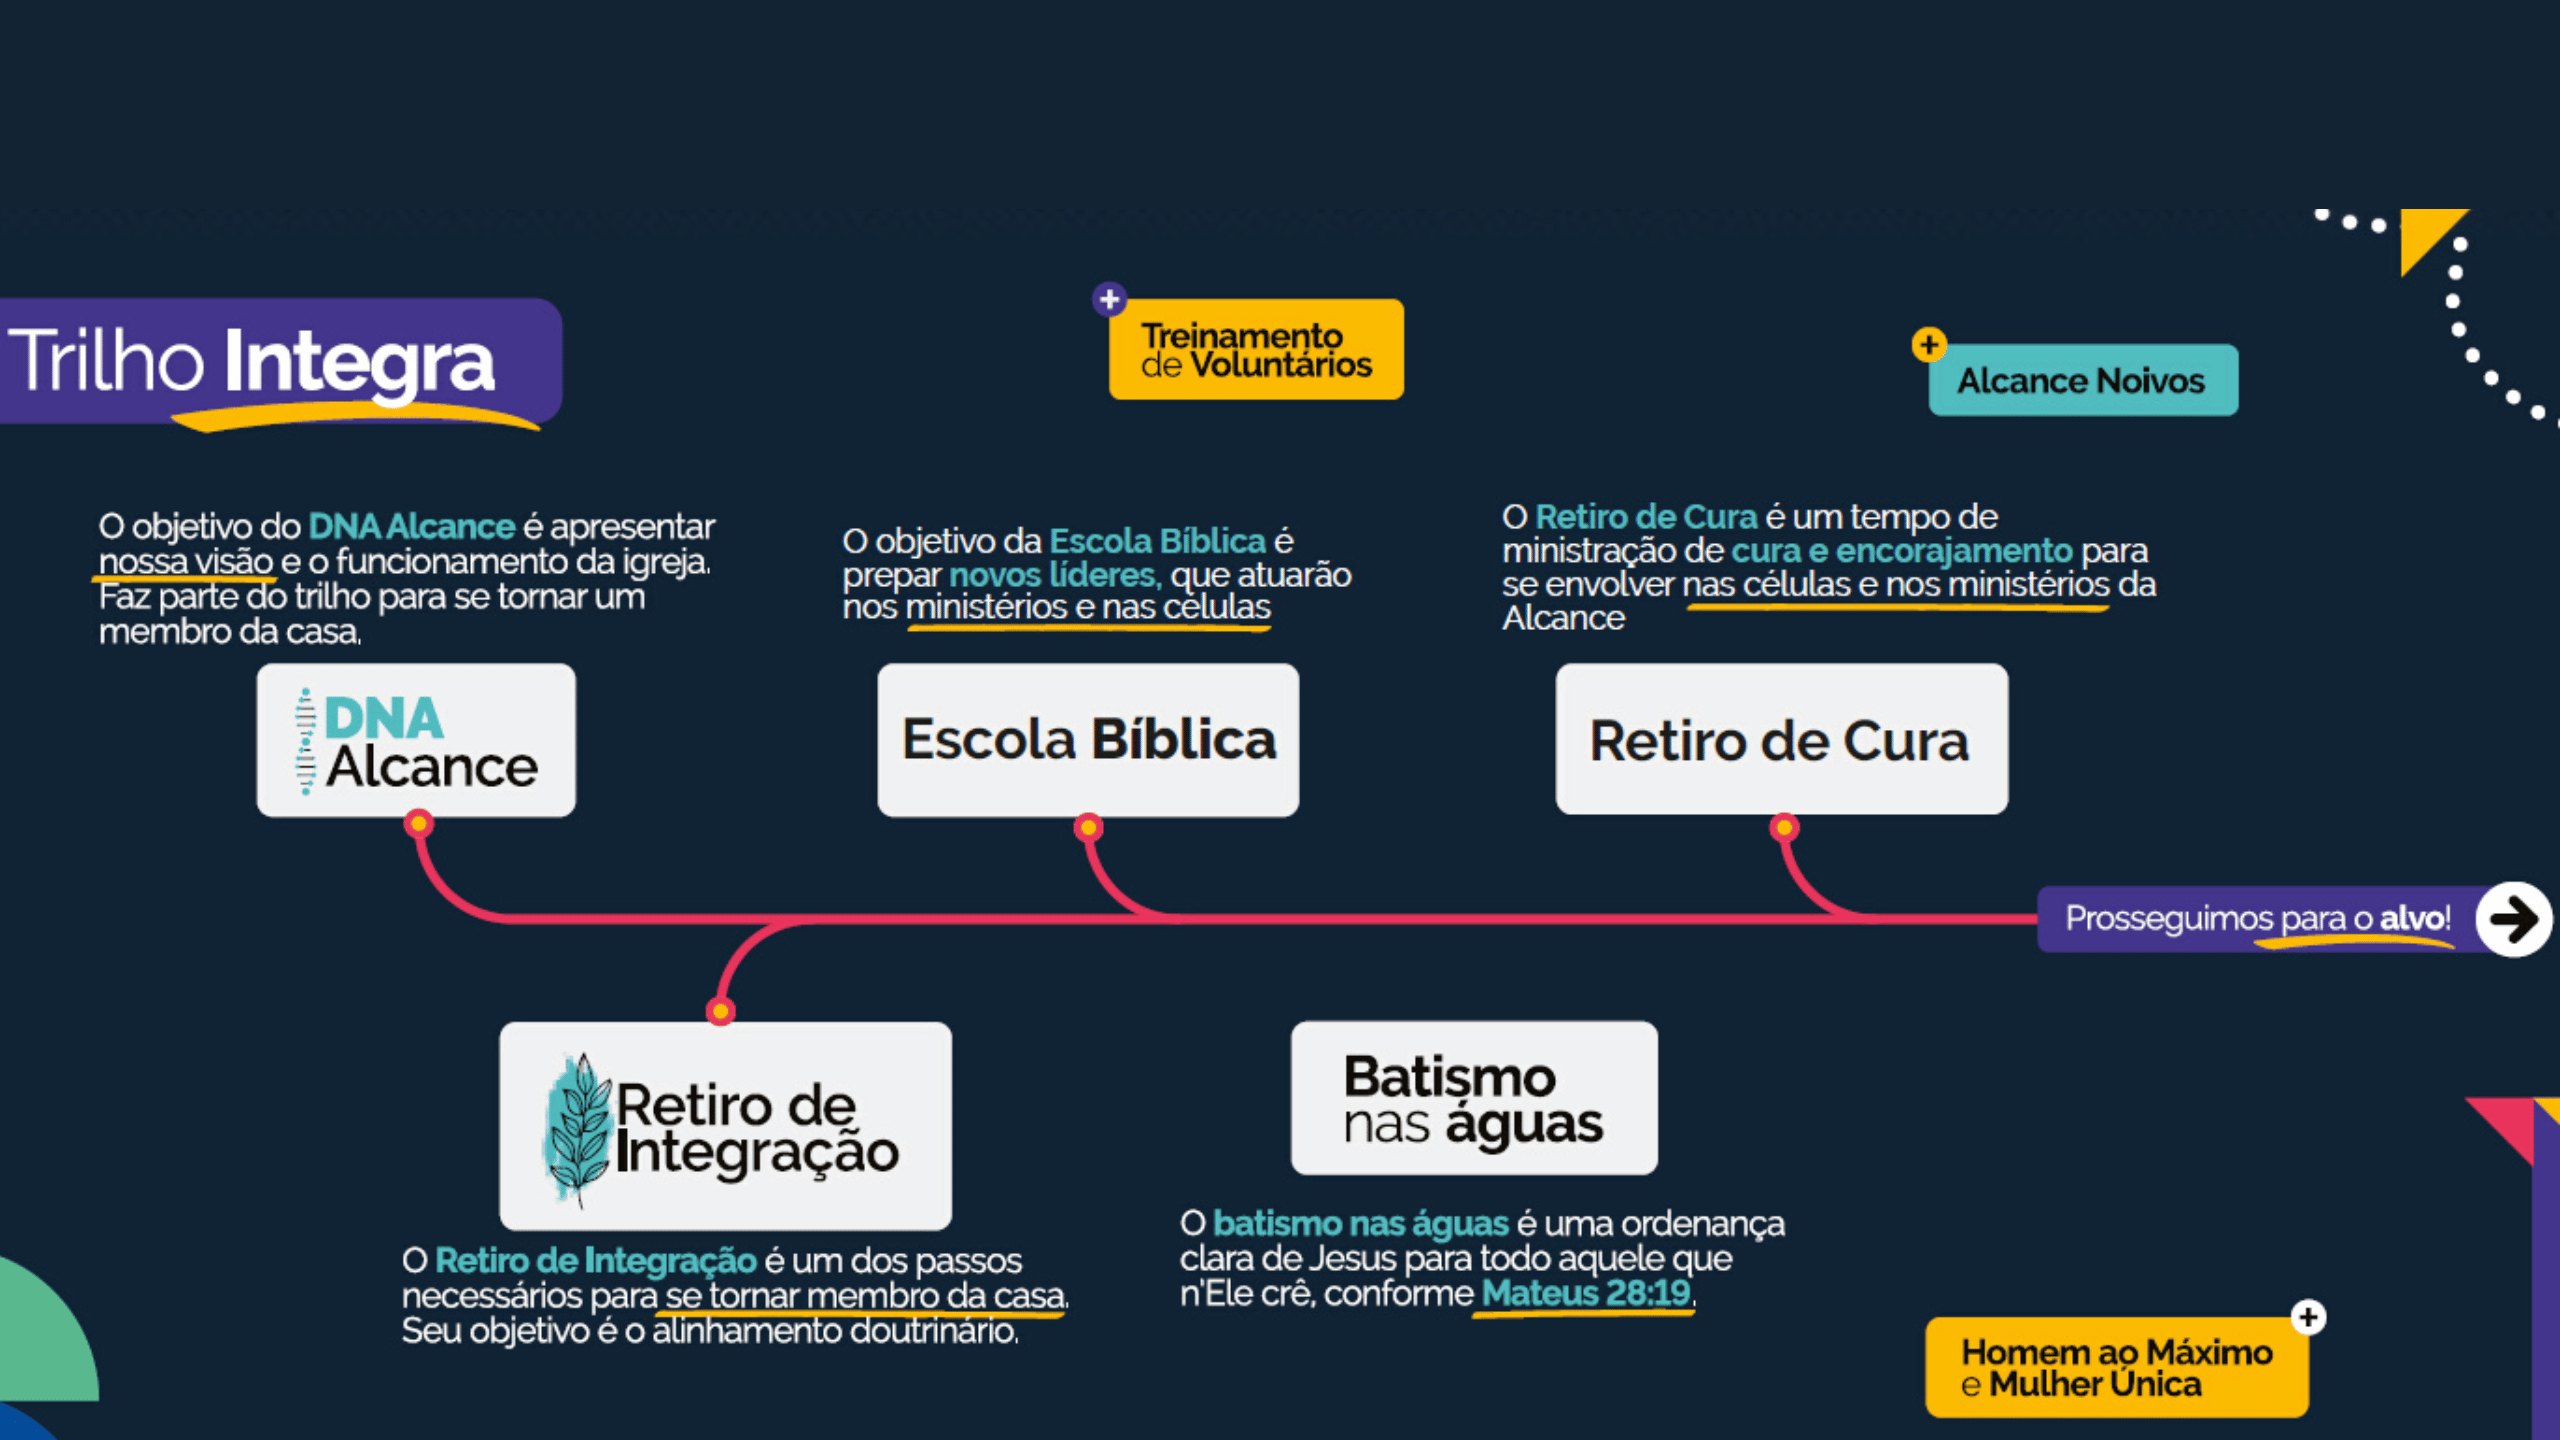 Trilho Integra
Treinamento
de Voluntários
Alcance Noivos
O objetivo do DNA Alcance é apresentar
nossa visão e o funcionamento da igreja.
Faz parte do trilho para se tornar um
membro da casa.
O objetivo da Escola Bíblica é
prepar novos líderes, que atuarão
nos ministérios e nas células
O Retiro de Cura é um tempo de
ministração de cura e encorajamento para
se envolver nas células e nos ministérios da
Alcance
DNA
Alcance
Escola Bíblica
Retiro de Cura
Prosseguimos para o alvo!
Retiro de
Integração
Batismo
nas águas
O Retiro de Integração é um dos passos
necessários para se tornar membro da casa.
Seu objetivo é o alinhamento doutrinário.
O batismo nas águas é uma ordenança
clara de Jesus para todo aquele que
n'Ele crê, conforme Mateus 28:19.
Homem ao Máximo
e Mulher Única